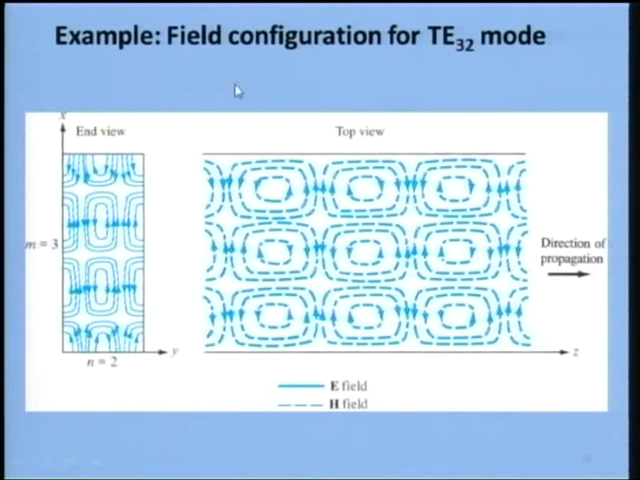 Example: Field configuration for TE32 mode
x
End view
Top view
m = 3
Direction of
propagation
y
z
n = 2
E field
H field